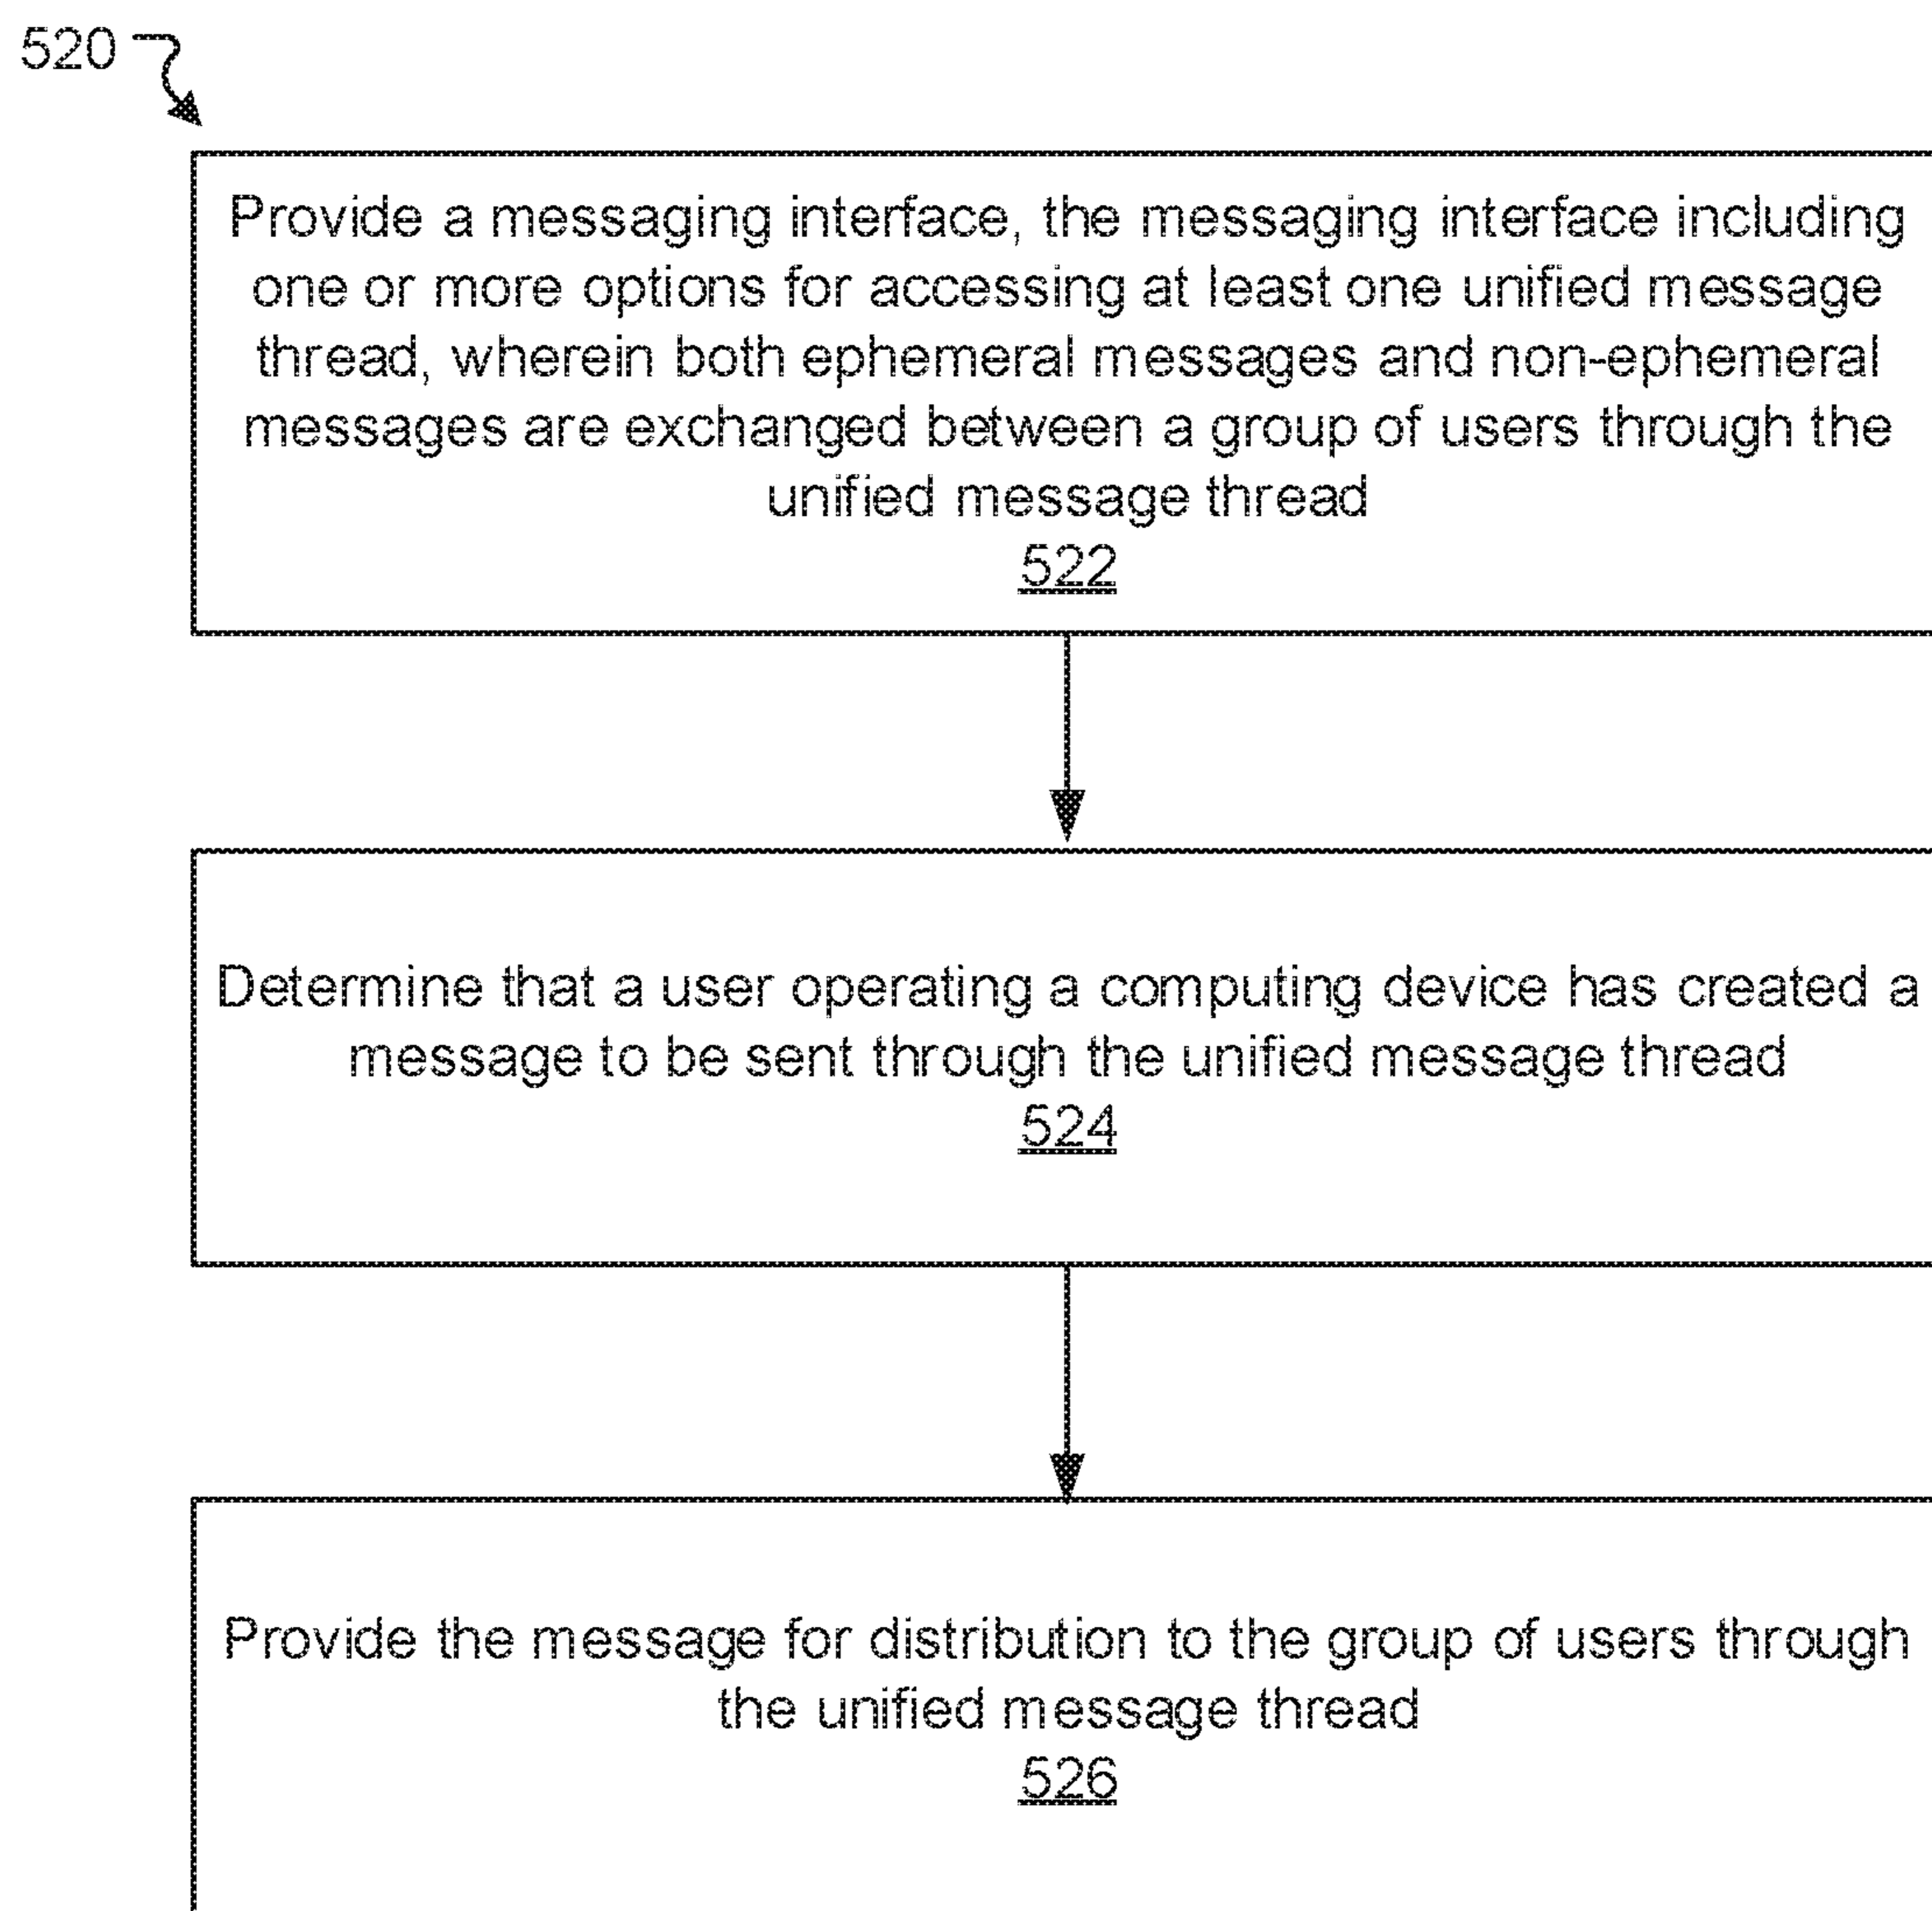 520
Provide a messaging interface, the messaging interface including
one or more options for accessing at least one unified message
thread, wherein both ephemeral messages and non-ephemeral
messages are exchanged between a group of users through the
unified message thread
522
Determine that a user operating a computing device has created a
message to be sent through the unified message thread
524
Provide the message for distribution to the group of users through
the unified message thread
526